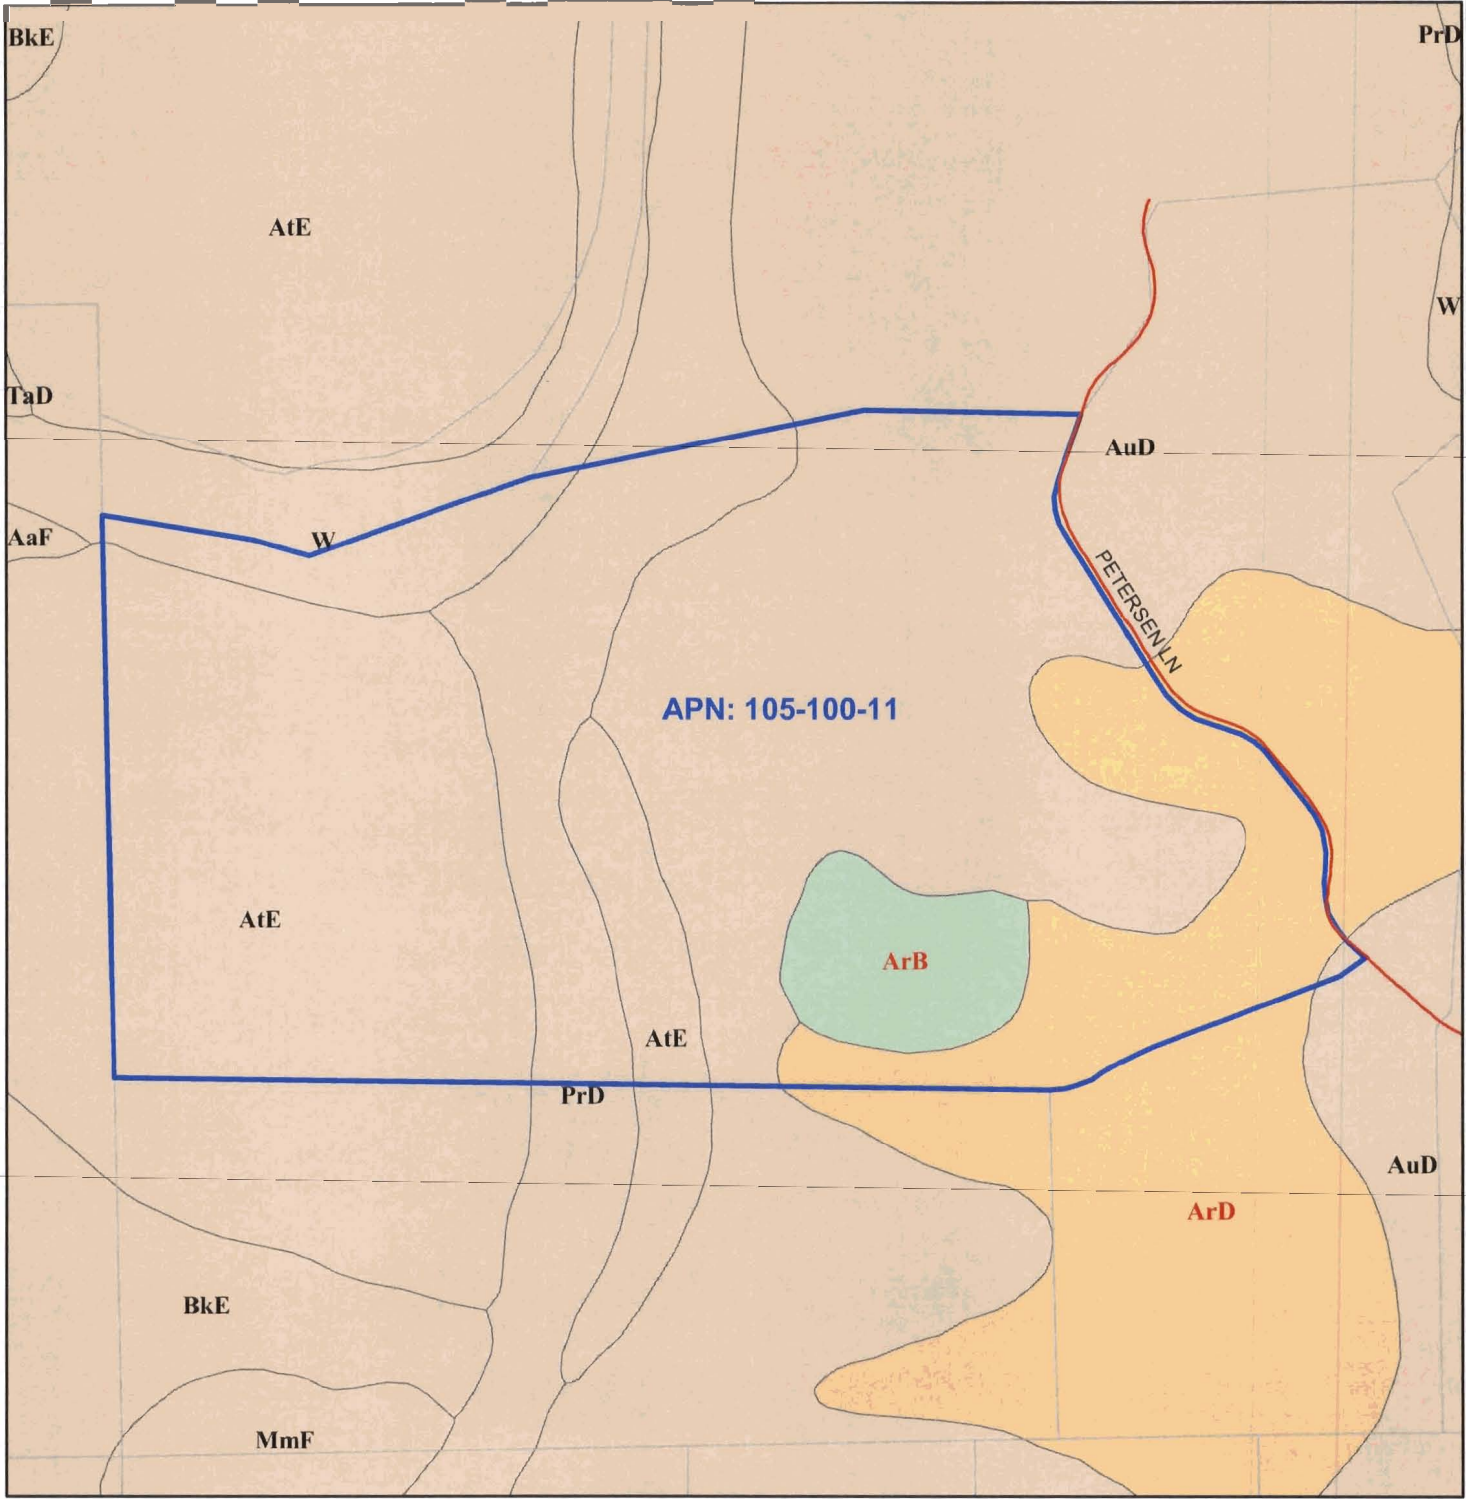 BkE
PrD
AtE
W
TaD
AuD
AaF
W
PETERSEN LN
APN: 105-100-11
AtE
ArB
AtE
PrD
AuD
ArD
BkE
MmF